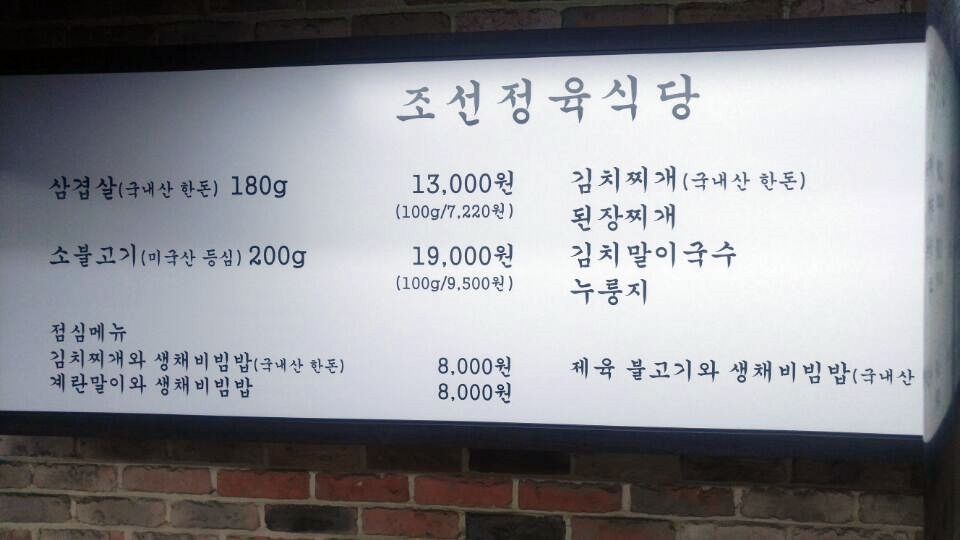 조선정육식당
삼겹살(국내산 한돈) 180g 13,000원
(100g/7,220원)
소불고기(미국산 등심) 200g 19,000원
(100g/9,500원)
김치찌개(국내산 한돈)
된장찌개
김치말이국수
누룽지
점심메뉴
김치찌개와 생채비빔밥(국내산 한돈) 8,000원
계란말이와 생채비빔밥 8,000원
제육 불고기와 생채비빔밥(국내산